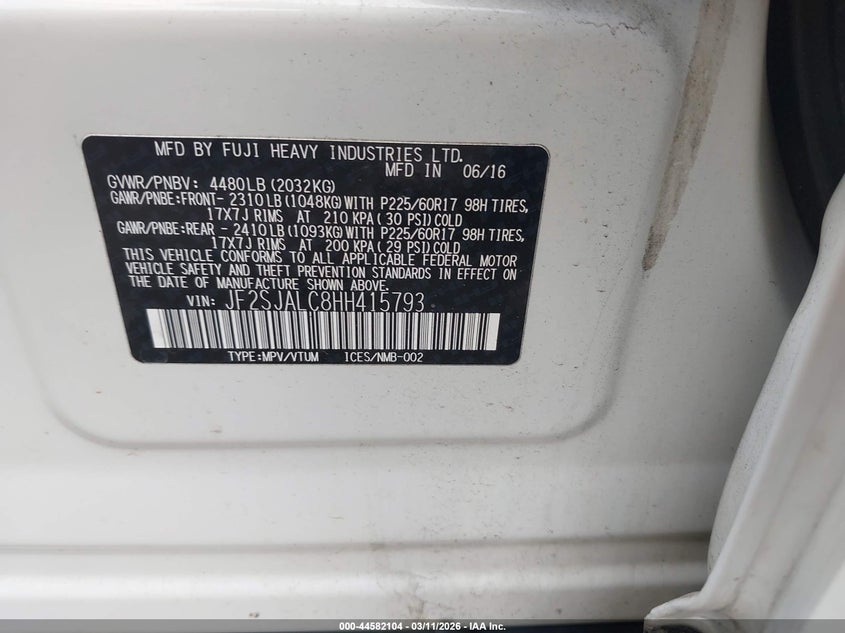 MFD BY FUJI HEAVY INDUSTRIES LTD.
MFD IN 06/16
GVWR/PNBV: 4480LB(2032KG)
GAWR/PNBE:FRONT- 2310LB(1048KG)WITH P225/60R17 98H TIRES,
17X7J RIMS AT 210 KPA(30 PSI)COLD
GAWR/PNBE:REAR - 2410LB(1093KG)WITH P225/60R17 98H TIRES,
17X7J RIMS AT 200 KPA(29 PSI)COLD
THIS VEHICLE CONFORMS TO ALL APPLICABLE FEDERAL MOTOR
VEHICLE SAFETY AND THEFT PREVENTION STANDARDS IN EFFECT ON
THE DATE OF MANUFACTURE SHOWN ABOVE.
VIN: JF2SJALC8HH415793
TYPE:MPV/VTUM ICES/NMB-002
000-44582104 - 03/11/2026 - IAA Inc.